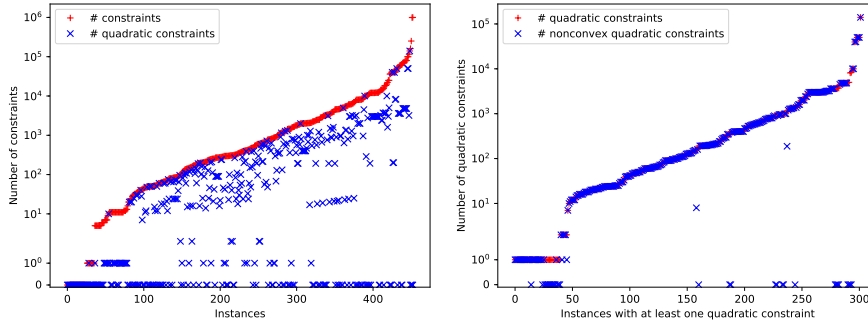 # constraints
# quadratic constraints
Number of constraints
10⁶
10⁵
10⁴
10³
10²
10¹
10⁰
0
0 100 200 300 400
Instances
# quadratic constraints
# nonconvex quadratic constraints
Number of quadratic constraints
10⁵
10⁴
10³
10²
10¹
10⁰
0
0 50 100 150 200 250 300
Instances with at least one quadratic constraint